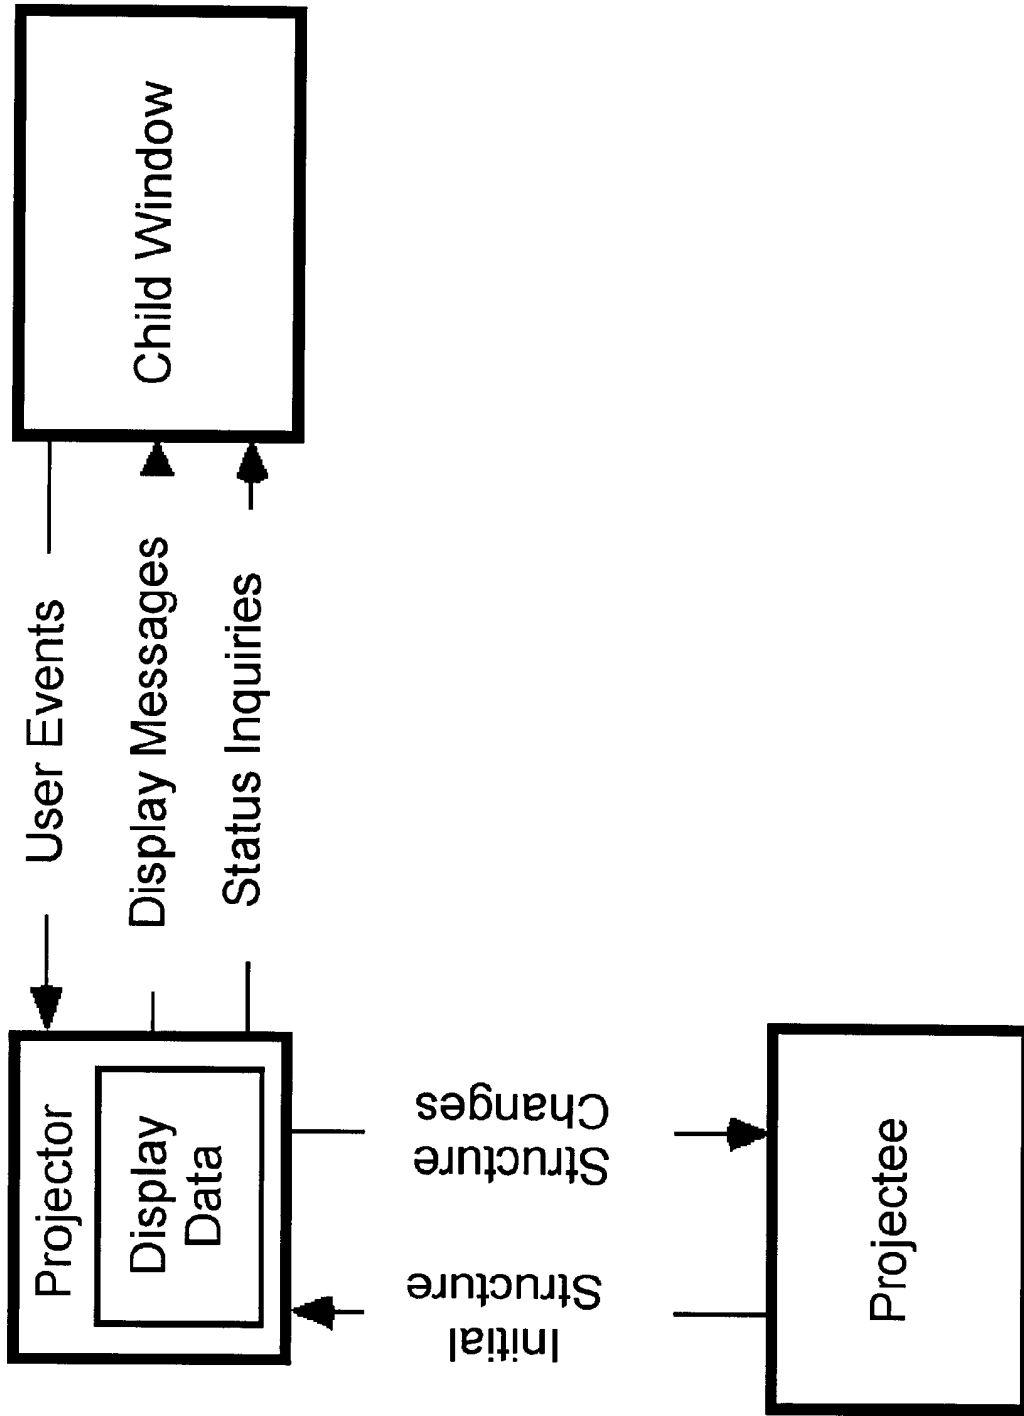 Child Window
User Events
Display Messages
Status Inquiries
Projector
Display
Data
Structure
Changes
Initial
Structure
Projectee